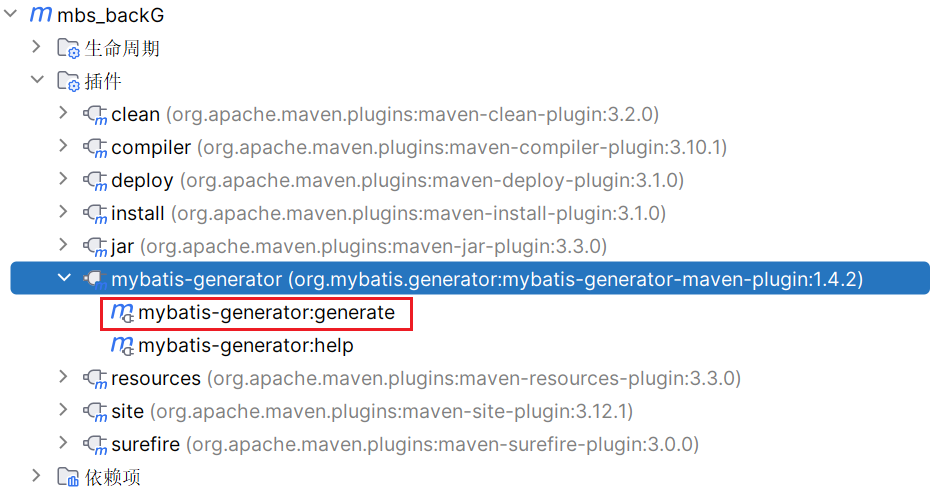 mbs_backG
生命周期
插件
clean (org.apache.maven.plugins:maven-clean-plugin:3.2.0)
compiler (org.apache.maven.plugins:maven-compiler-plugin:3.10.1)
deploy (org.apache.maven.plugins:maven-deploy-plugin:3.1.0)
install (org.apache.maven.plugins:maven-install-plugin:3.1.0)
jar (org.apache.maven.plugins:maven-jar-plugin:3.3.0)
mybatis-generator (org.mybatis.generator:mybatis-generator-maven-plugin:1.4.2)
mybatis-generator:generate
mybatis-generator:help
resources (org.apache.maven.plugins:maven-resources-plugin:3.3.0)
site (org.apache.maven.plugins:maven-site-plugin:3.12.1)
surefire (org.apache.maven.plugins:maven-surefire-plugin:3.0.0)
依赖项